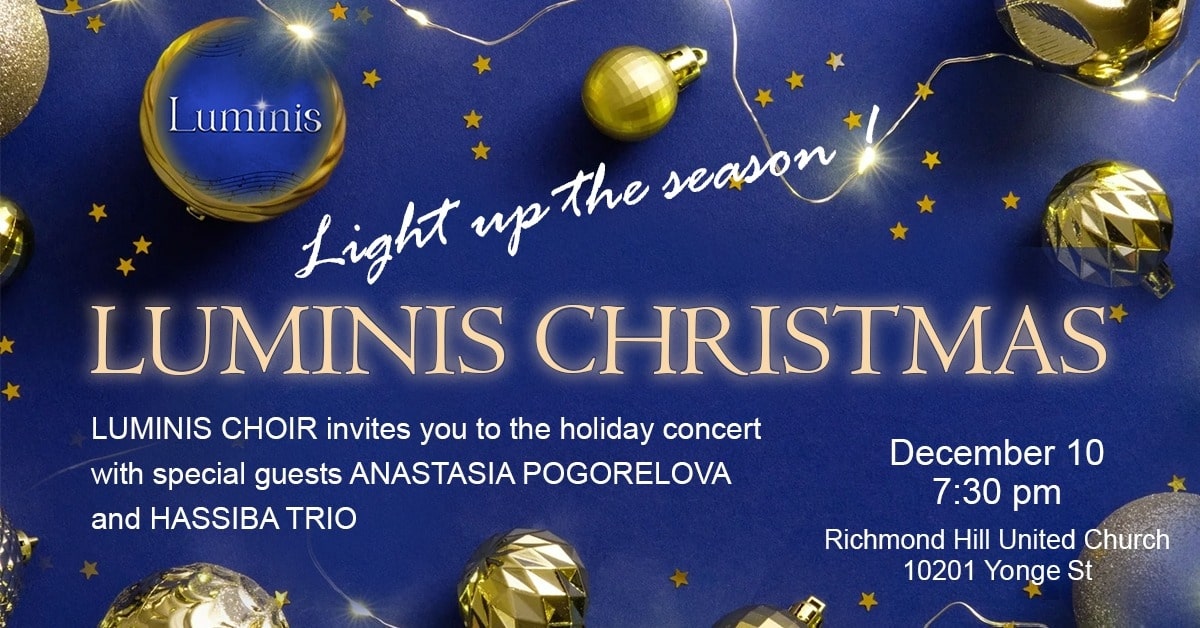 Luminis
Light up the season !
LUMINIS CHRISTMAS
LUMINIS CHOIR invites you to the holiday concert
with special guests ANASTASIA POGORELOVA
and HASSIBA TRIO
December 10
7:30 pm
Richmond Hill United Church
10201 Yonge St